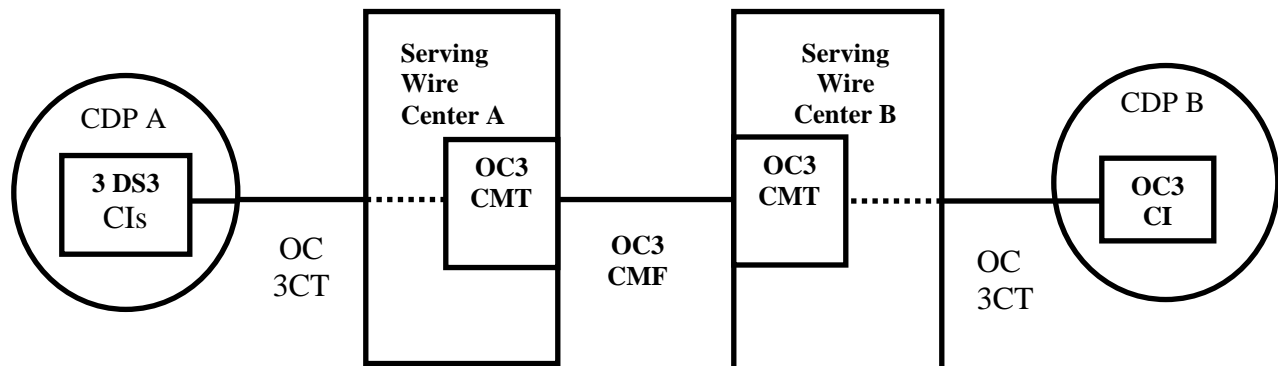 CDP A
3 DS3
CIs
OC
3CT
Serving
Wire
Center A
OC3
CMT
OC3
CMF
Serving
Wire
Center B
OC3
CMT
OC
3CT
CDP B
OC3
CI